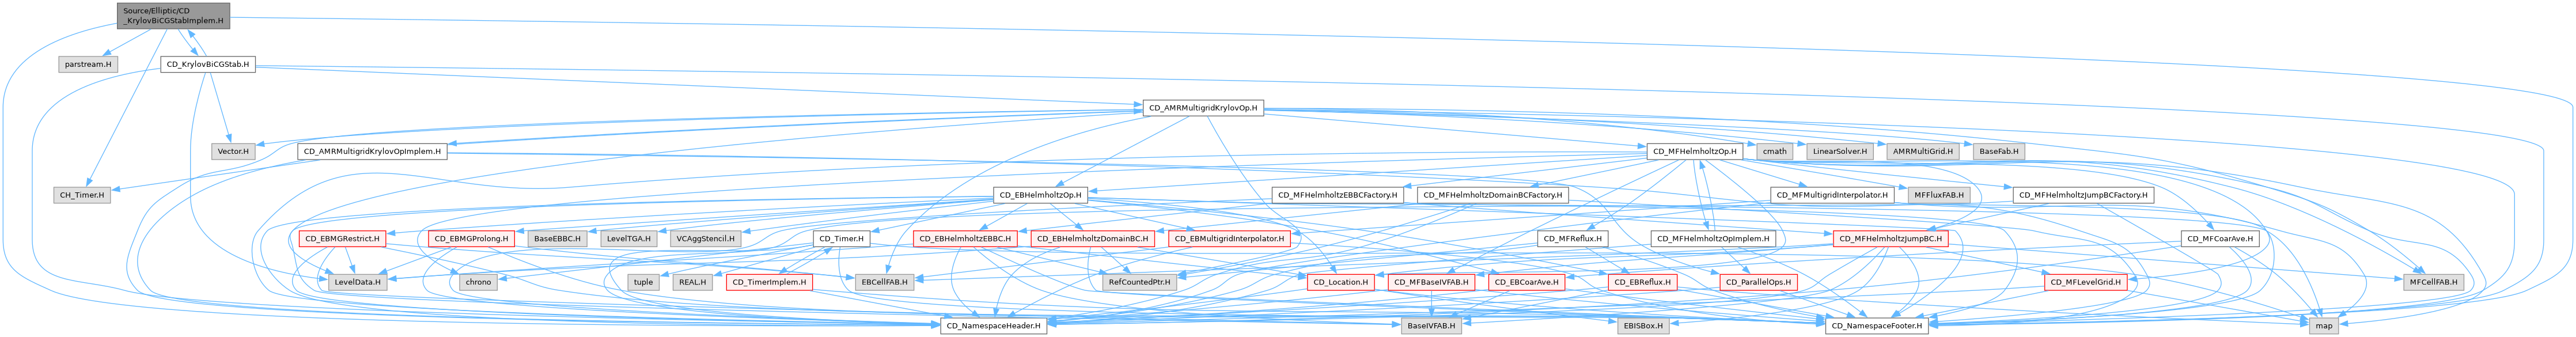 Source/Elliptic/CD
_KrylovBiCGStabImplem.H
parstream.H
CD_KrylovBiCGStab.H
CD_AMRMultigridKrylovOp.H
Vector.H
CD_AMRMultigridKrylovOpImplem.H
CD_MFHelmholtzOp.H
cmath
LinearSolver.H
AMRMultiGrid.H
BaseFab.H
CH_Timer.H
CD_EBHelmholtzOp.H
CD_MFHelmholtzEBBCFactory.H
CD_MFHelmholtzDomainBCFactory.H
CD_MFMultigridInterpolator.H
MFFluxFAB.H
CD_MFHelmholtzJumpBCFactory.H
CD_EBMGRestrict.H
CD_EBMGProlong.H
BaseEBBC.H
LevelTGA.H
VCAggStencil.H
CD_Timer.H
CD_EBHelmholtzEBBC.H
CD_EBHelmholtzDomainBC.H
CD_EBMultigridInterpolator.H
CD_MFReflux.H
CD_MFHelmholtzOpImplem.H
CD_MFHelmholtzJumpBC.H
CD_MFCoarAve.H
LevelData.H
chrono
tuple
REAL.H
CD_TimerImplem.H
EBCellFAB.H
RefCountedPtr.H
CD_Location.H
CD_MFBaseIVFAB.H
CD_EBCoarAve.H
CD_EBReflux.H
CD_ParallelOps.H
CD_MFLevelGrid.H
MFCellFAB.H
CD_NamespaceHeader.H
BaseIVFAB.H
EBISBox.H
CD_NamespaceFooter.H
map